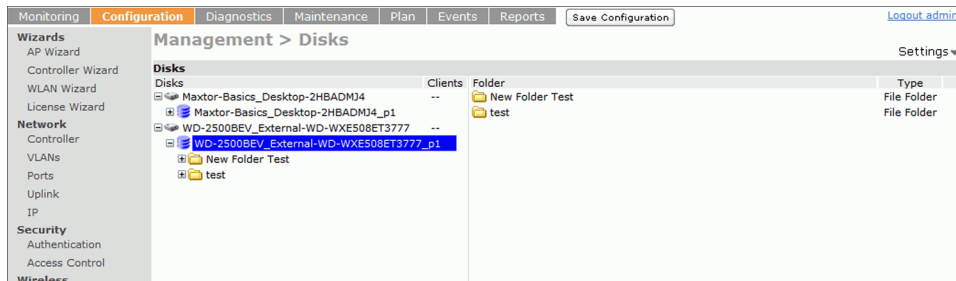 Monitoring Configuration Diagnostics Maintenance Plan Events Reports Save Configuration Logout admin
Wizards
AP Wizard
Controller Wizard
WLAN Wizard
License Wizard
Network
Controller
VLANs
Ports
Uplink
IP
Security
Authentication
Access Control
Wireless
Management > Disks
Settings
Disks
Disks Clients Folder Type
Maxtor-Basics_Desktop-2HBADMJ4 -- New Folder Test File Folder
Maxtor-Basics_Desktop-2HBADMJ4_p1 test File Folder
WD-2500BEV_External-WD-WXE508ET3777 --
WD-2500BEV_External-WD-WXE508ET3777_p1
New Folder Test
test